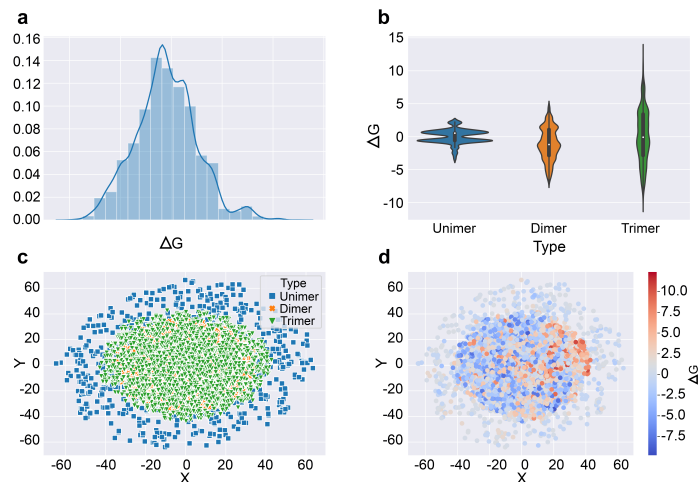 a
0.16
0.14
0.12
0.10
0.08
0.06
0.04
0.02
0.00
ΔG
b
15
5
0
-5
-10
ΔG
Unimer
Dimer
Trimer
Type
c
60
40
20
0
-20
-40
-60
Y
-60
-40
-20
0
20
40
60
X
Type
Unimer
Dimer
Trimer
d
60
40
20
0
-20
-40
-60
Y
-60
-40
-20
0
20
40
60
X
10.0
-7.5
-5.0
-2.5
-0
-2.5
-5.0
-7.5
ΔG